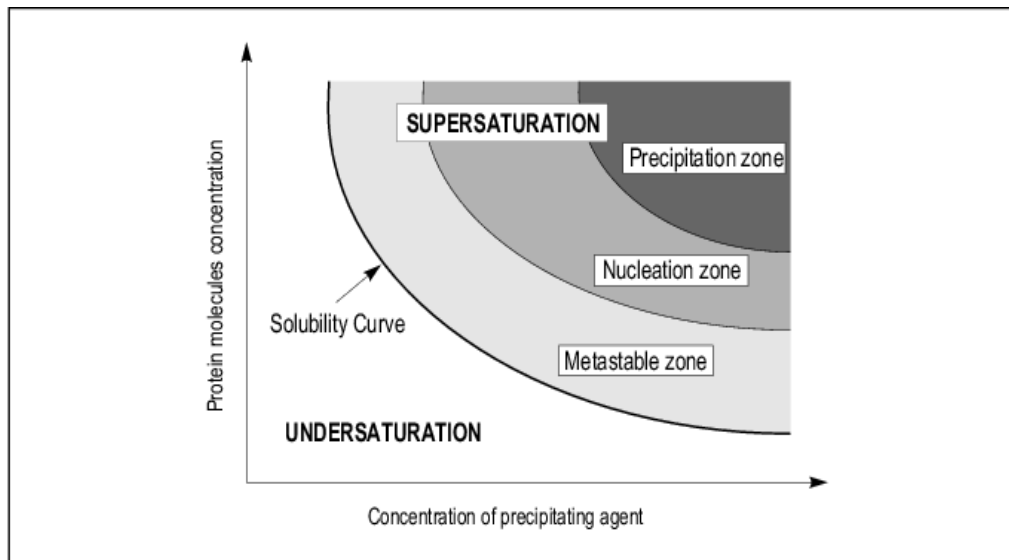 SUPERSATURATION
Precipitation zone
Nucleation zone
Solubility Curve
Metastable zone
UNDERSATURATION
Protein molecules concentration
Concentration of precipitating agent